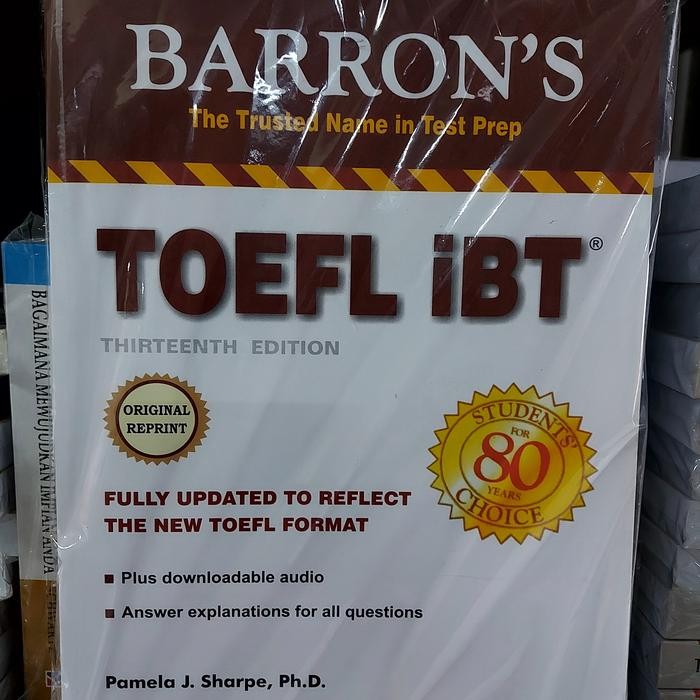 BARRON'S
The Trusted Name in Test Prep
TOEFL iBT®
THIRTEENTH EDITION
ORIGINAL
REPRINT
STUDENTS'
FOR
80
YEARS
CHOICE
FULLY UPDATED TO REFLECT
THE NEW TOEFL FORMAT
Plus downloadable audio
Answer explanations for all questions
Pamela J. Sharpe, Ph.D.
BAGAIMANA MEWUJUDKAN IMPIAN ANDA